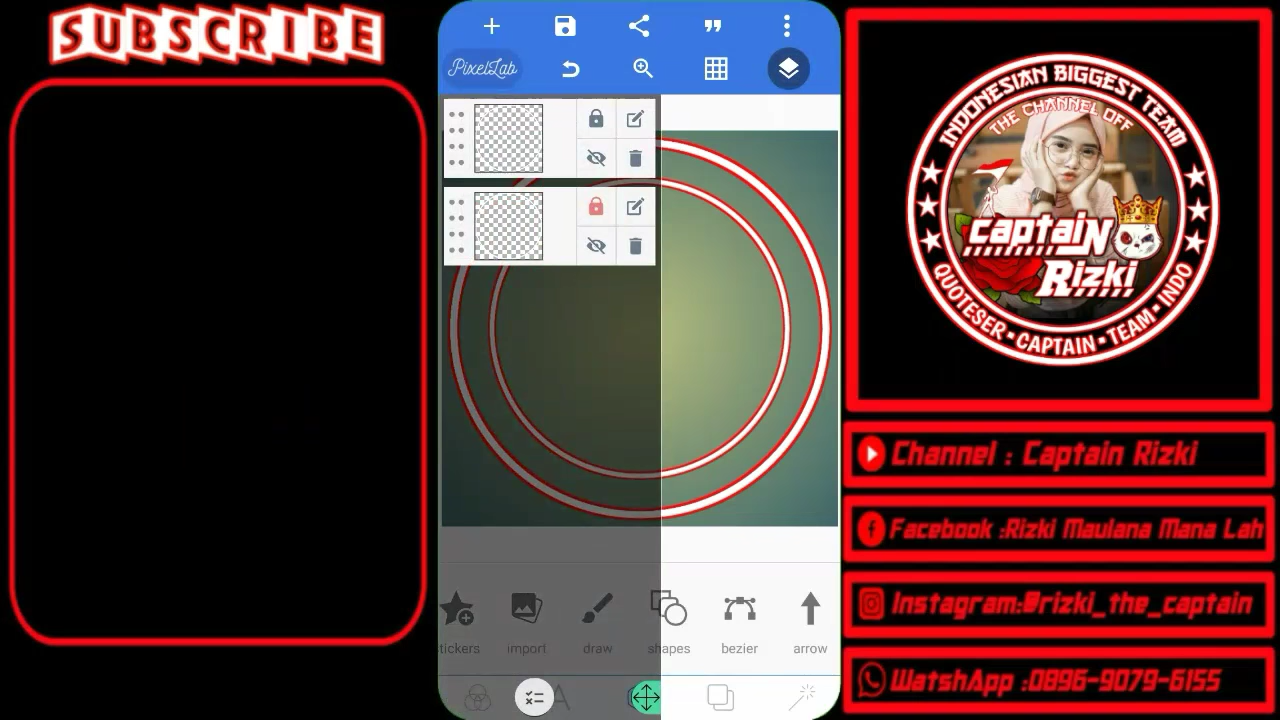 SUBSCRIBE
PixelLab
tickers
import
draw
shapes
bezier
arrow
INDONESIAN BIGGEST TEAM
THE CHANNEL OFF
CAPTAIN
RIZKI
QUOTESER • CAPTAIN • TEAM • INDO
Channel : Captain Rizki
Facebook :Rizki Maulana Mana Lah
Instagram:@rizki_the_captain
WatshApp :0896-9079-6155